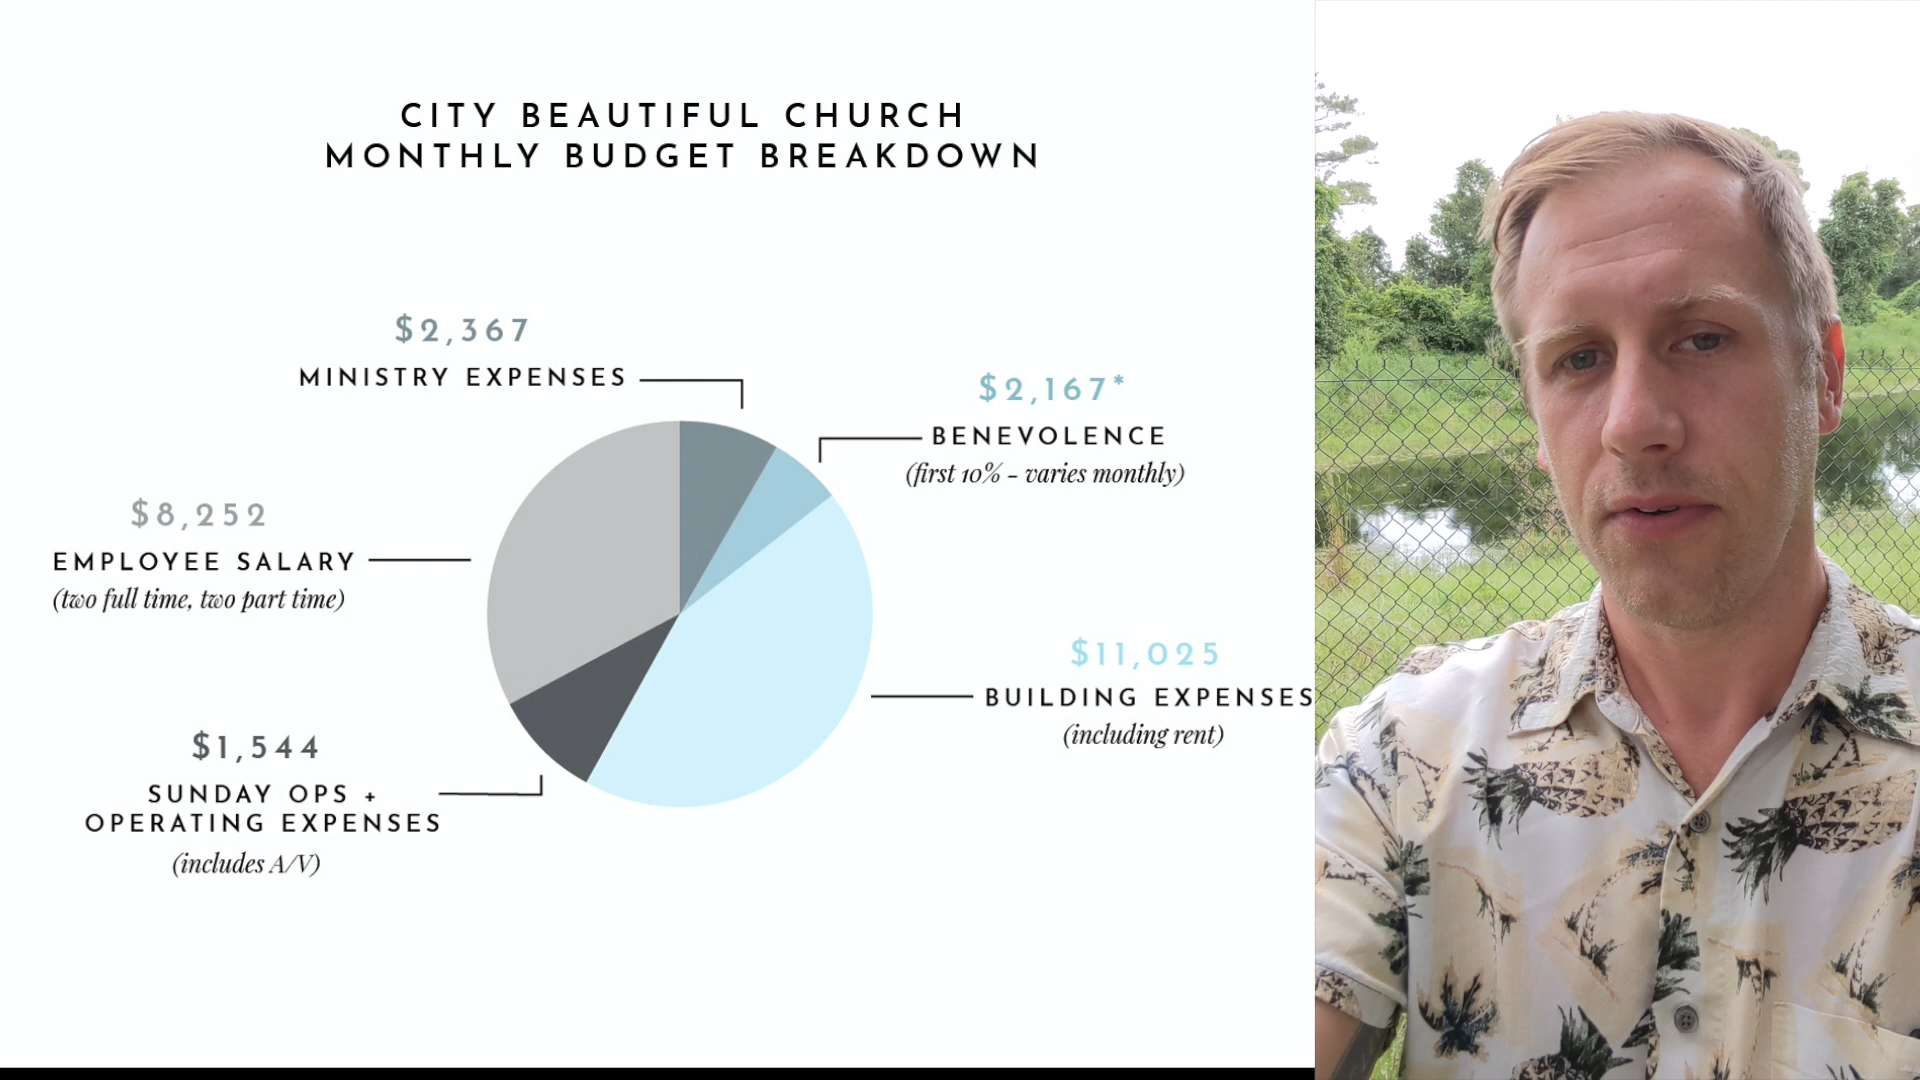 CITY BEAUTIFUL CHURCH
MONTHLY BUDGET BREAKDOWN
$2,367
MINISTRY EXPENSES
$2,167*
BENEVOLENCE
(first 10% - varies monthly)
$8,252
EMPLOYEE SALARY
(two full time, two part time)
$11,025
BUILDING EXPENSES
(including rent)
$1,544
SUNDAY OPS +
OPERATING EXPENSES
(includes A/V)